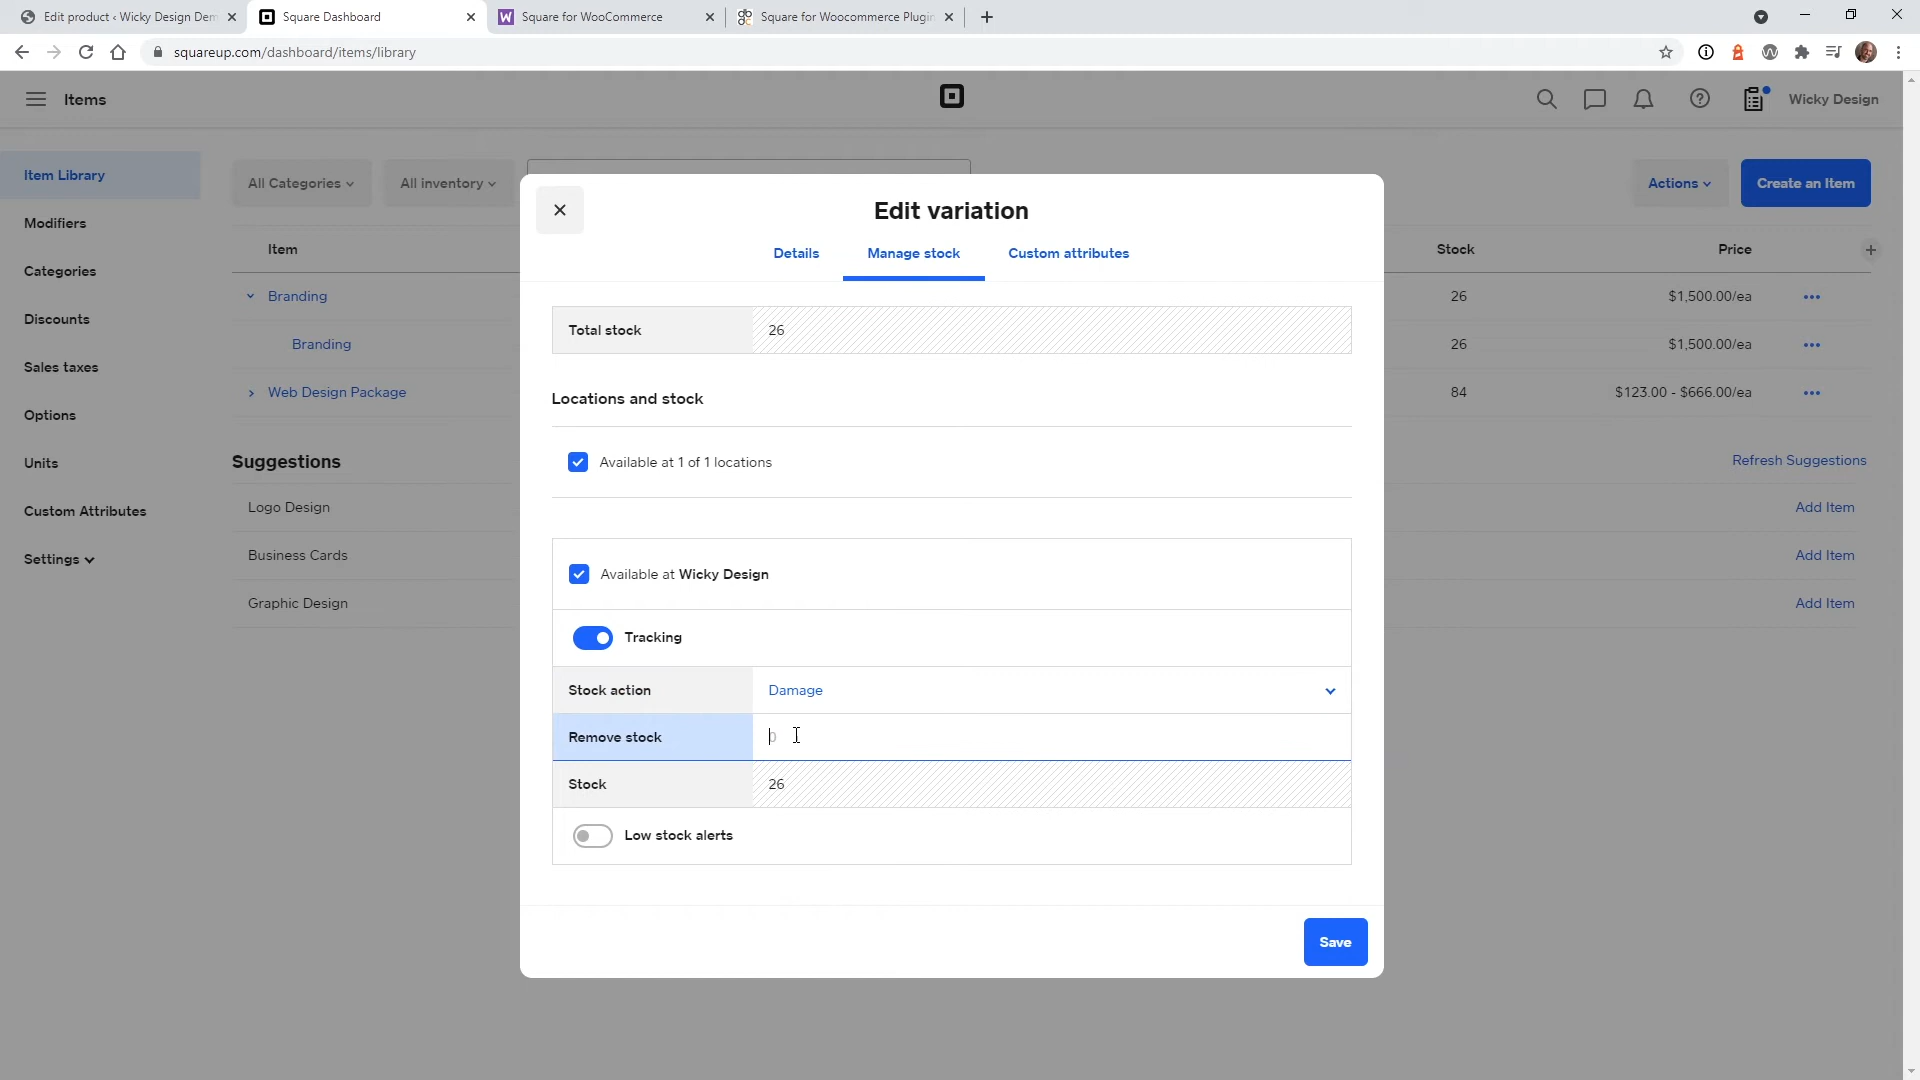 Edit product ‹ Wicky Design Dem
Square Dashboard
Square for WooCommerce
Square for Woocommerce Plugin
squareup.com/dashboard/items/library
Items
Wicky Design
Item Library
Modifiers
Categories
Discounts
Sales taxes
Options
Units
Custom Attributes
Settings
All Categories
All inventory
Actions
Create an Item
Item
Stock
Price
Branding
26
$1,500.00/ea
Branding
26
$1,500.00/ea
Web Design Package
84
$123.00 - $666.00/ea
Suggestions
Refresh Suggestions
Logo Design
Add Item
Business Cards
Add Item
Graphic Design
Add Item
Edit variation
Details
Manage stock
Custom attributes
Total stock
26
Locations and stock
Available at 1 of 1 locations
Available at Wicky Design
Tracking
Stock action
Damage
Remove stock
0
Stock
26
Low stock alerts
Save